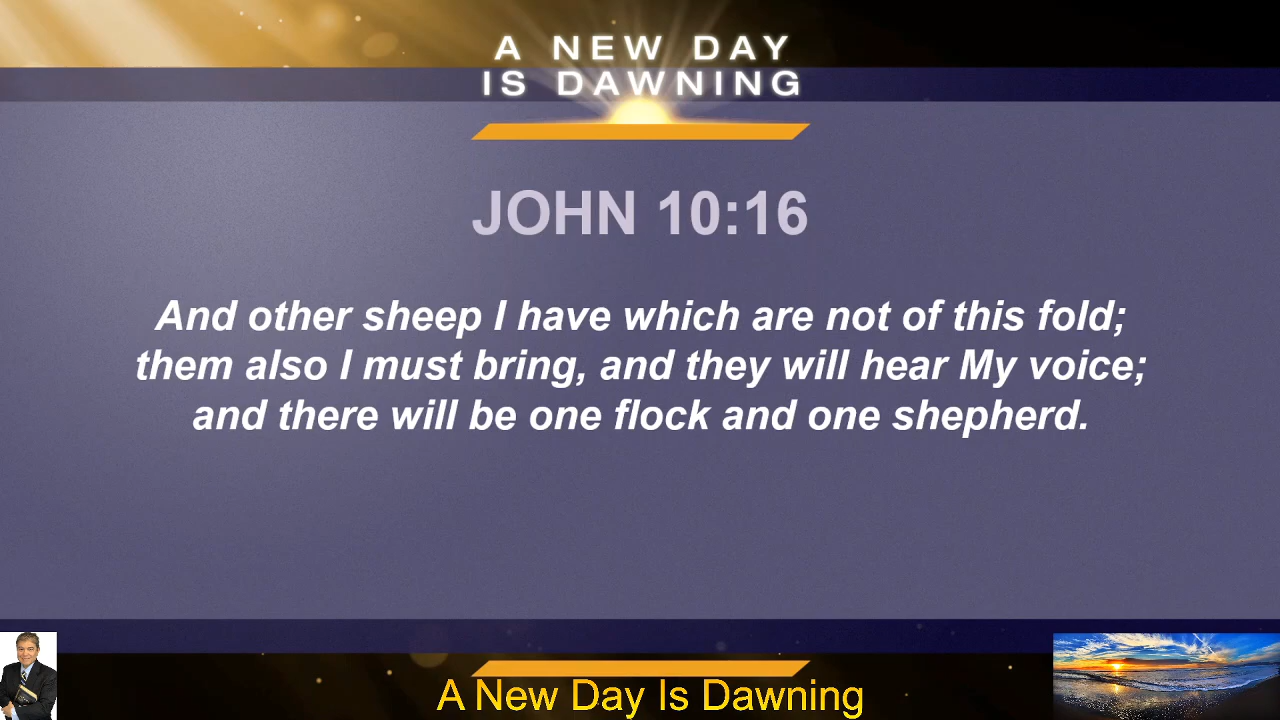 A NEW DAY
IS DAWNING
JOHN 10:16
And other sheep I have which are not of this fold;
them also I must bring, and they will hear My voice;
and there will be one flock and one shepherd.
A New Day Is Dawning